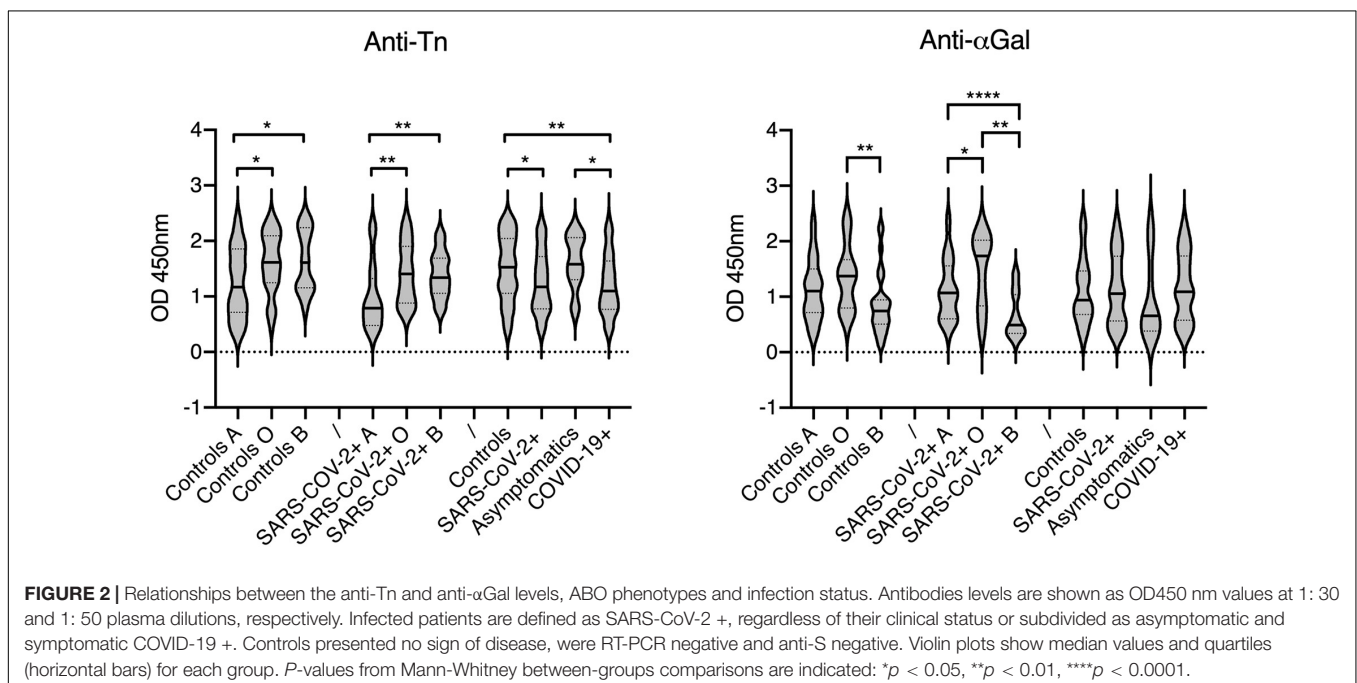 Anti-Tn
Anti-αGal
OD 450nm
4
3
2
1
0
-1
*
*
**
**
**
*
*
Controls A
Controls O
Controls B
/
SARS-COV-2+ A
SARS-CoV-2+ O
SARS-CoV-2+ B
/
Controls
SARS-CoV-2+
Asymptomatics
COVID-19+
OD 450nm
4
3
2
1
0
-1
**
****
**
*
Controls A
Controls O
Controls B
/
SARS-CoV-2+ A
SARS-CoV-2+ O
SARS-CoV-2+ B
/
Controls
SARS-CoV-2+
Asymptomatics
COVID-19+
FIGURE 2 | Relationships between the anti-Tn and anti-αGal levels, ABO phenotypes and infection status. Antibodies levels are shown as OD450 nm values at 1: 30
and 1: 50 plasma dilutions, respectively. Infected patients are defined as SARS-CoV-2 +, regardless of their clinical status or subdivided as asymptomatic and
symptomatic COVID-19 +. Controls presented no sign of disease, were RT-PCR negative and anti-S negative. Violin plots show median values and quartiles
(horizontal bars) for each group. P-values from Mann-Whitney between-groups comparisons are indicated: *p < 0.05, **p < 0.01, ****p < 0.0001.